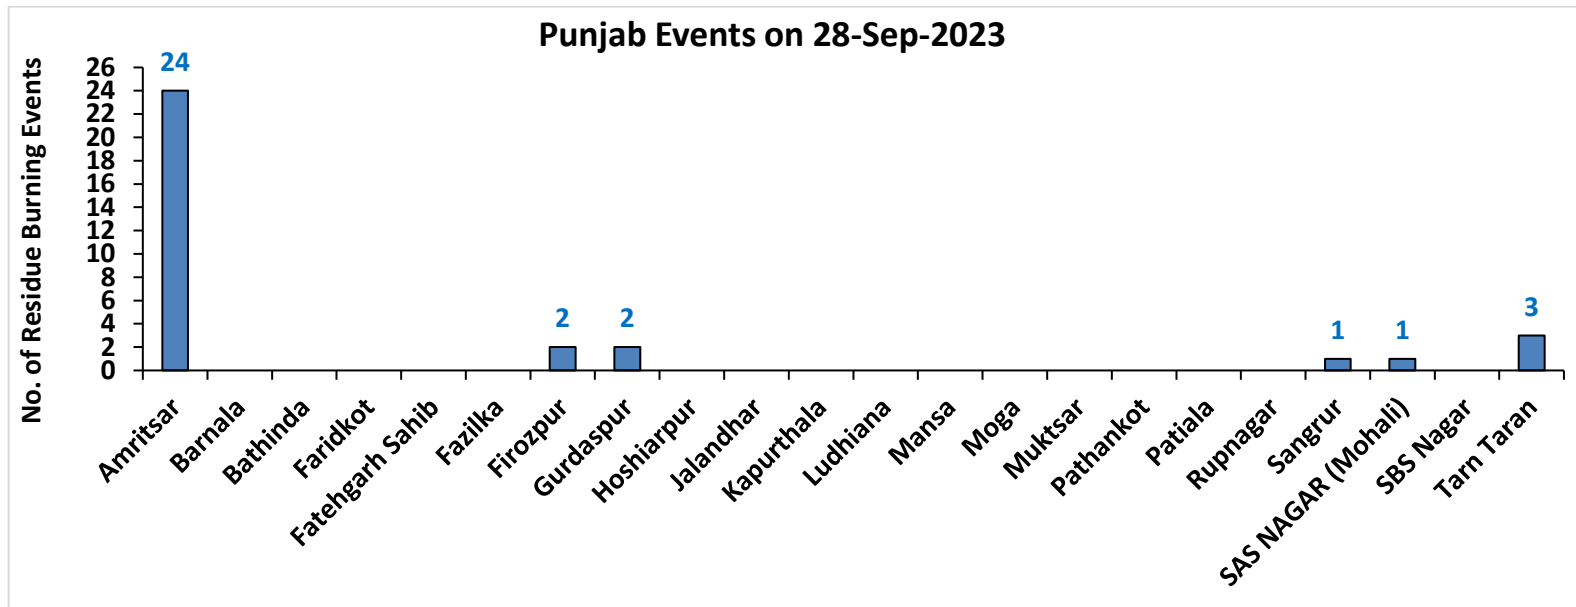 Punjab Events on 28-Sep-2023
No. of Residue Burning Events
26
24
22
20
18
16
14
12
10
8
6
4
2
0
24
2
2
1
1
3
Amritsar
Barnala
Bathinda
Faridkot
Fatehgarh Sahib
Fazilka
Firozpur
Gurdaspur
Hoshiarpur
Jalandhar
Kapurthala
Ludhiana
Mansa
Moga
Muktsar
Pathankot
Patiala
Rupnagar
Sangrur
SAS NAGAR (Mohali)
SBS Nagar
Tarn Taran